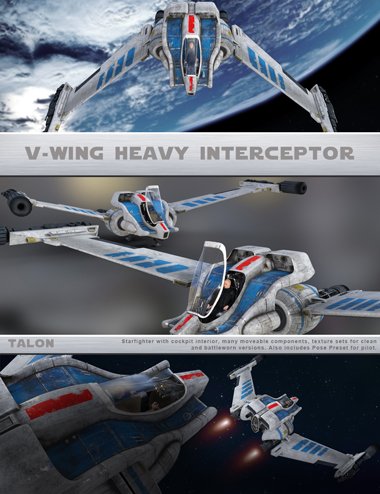 V-WING HEAVY INTERCEPTOR
TALON
Starfighter with cockpit interior, many moveable components, texture sets for clean
and battleworn versions. Also includes Pose Preset for pilot.